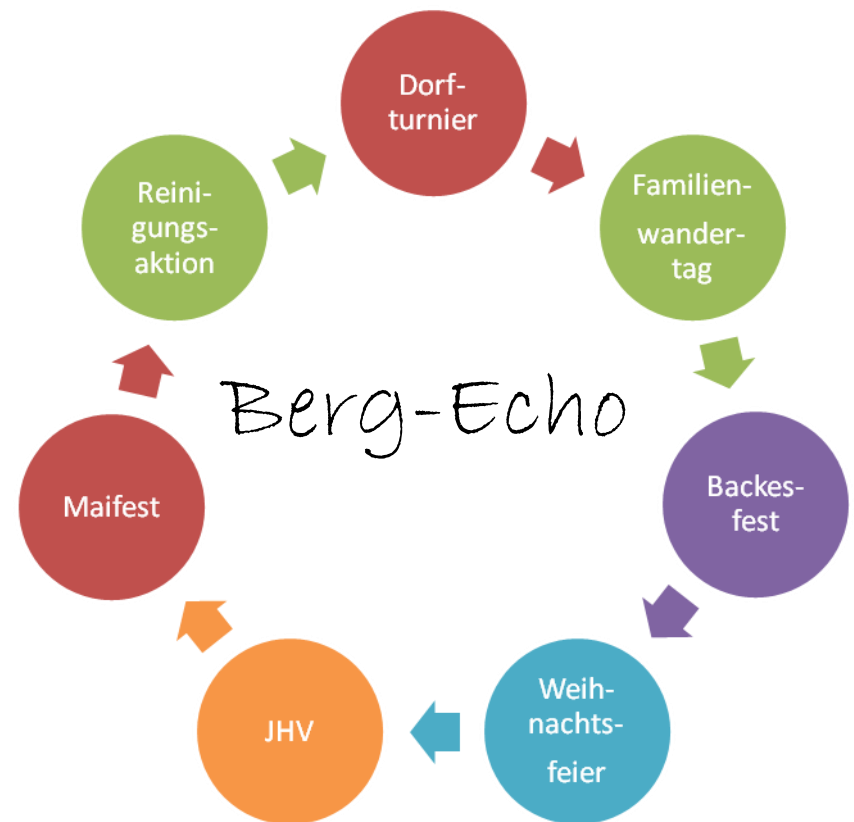 Dorf-
turnier
Familien-
wander-
tag
Backes-
fest
Weih-
nachts-
feier
JHV
Maifest
Reini-
gungs-
aktion
Berg-Echo